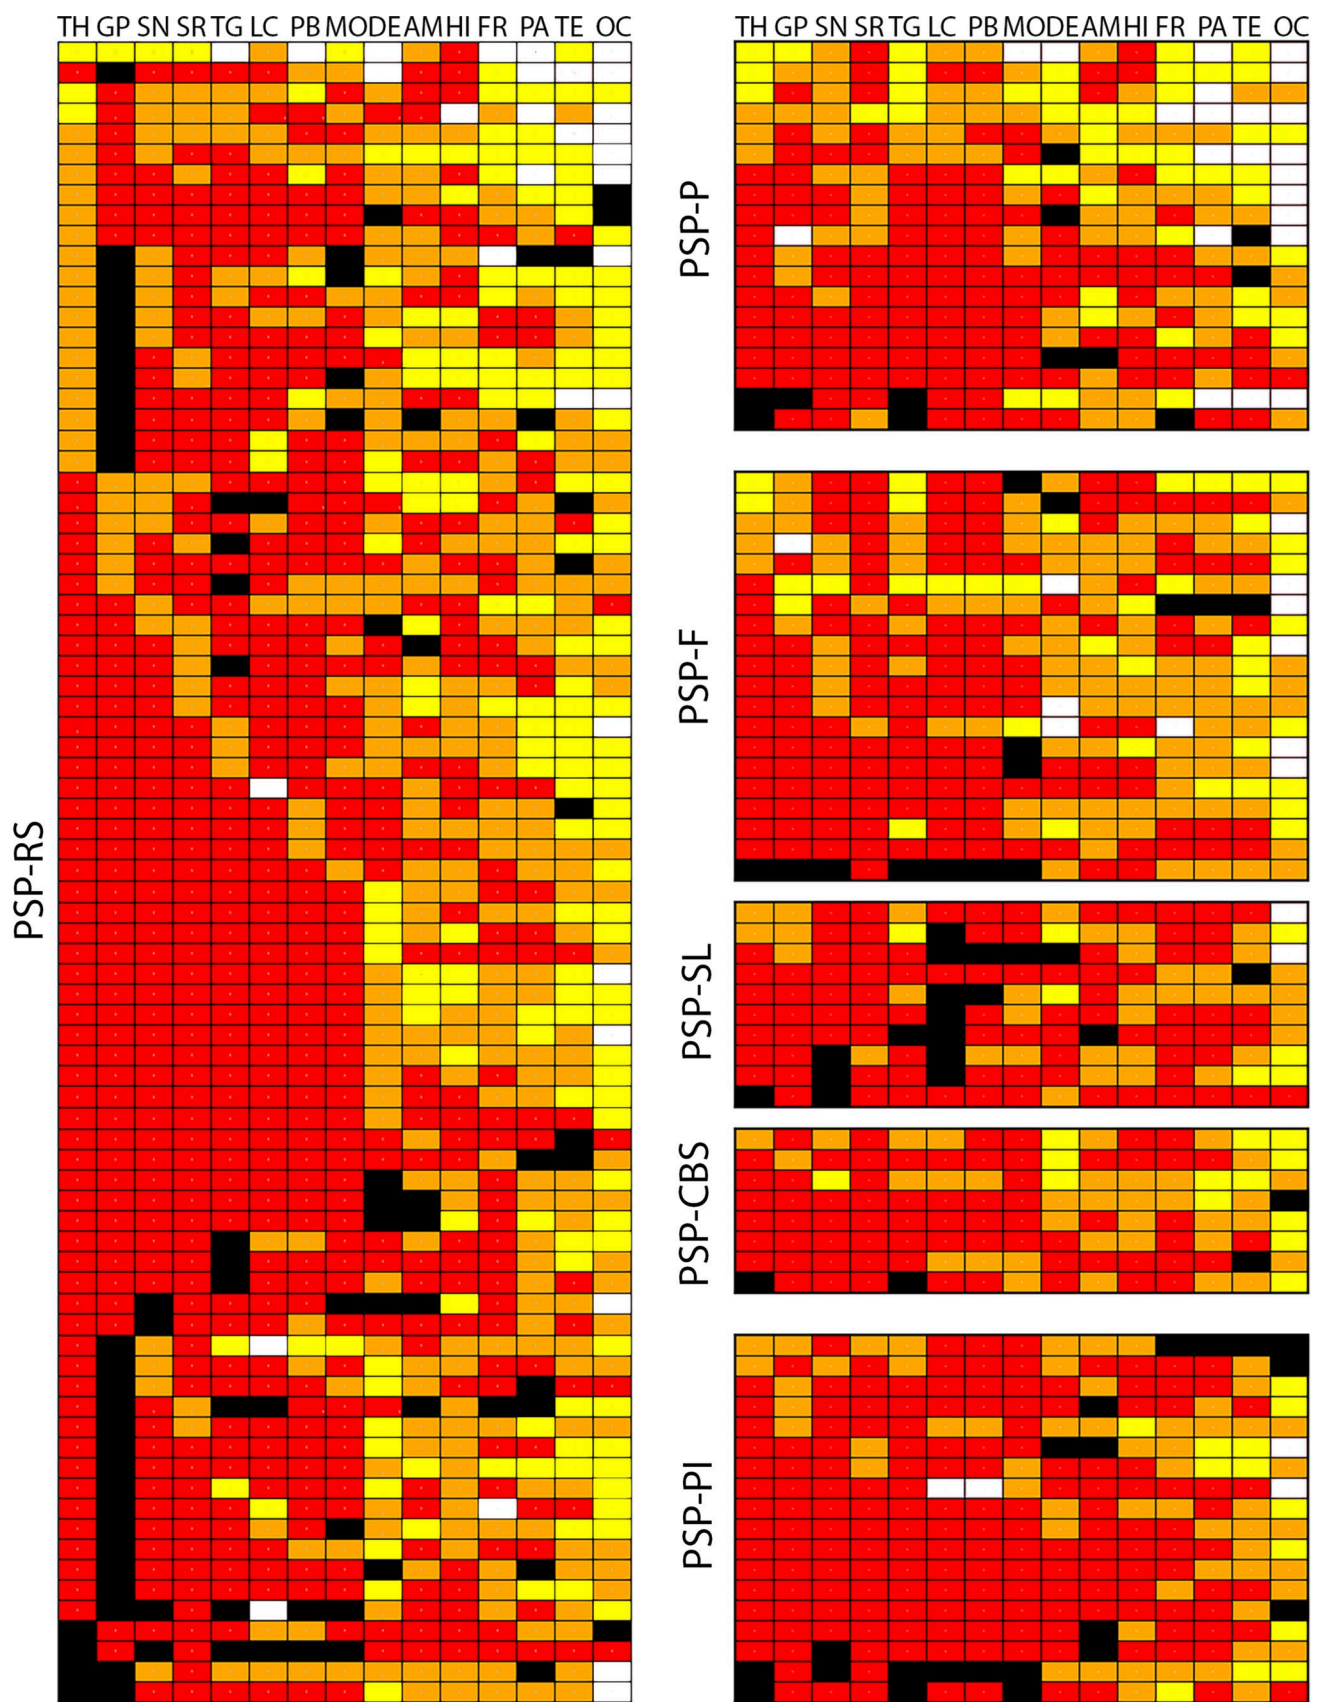 TH GP SN SR TG LC PB MO DE AM HI FR PA TE OC
PSP-RS
TH GP SN SR TG LC PB MO DE AM HI FR PA TE OC
PSP-P
PSP-F
PSP-SL
PSP-CBS
PSP-PI